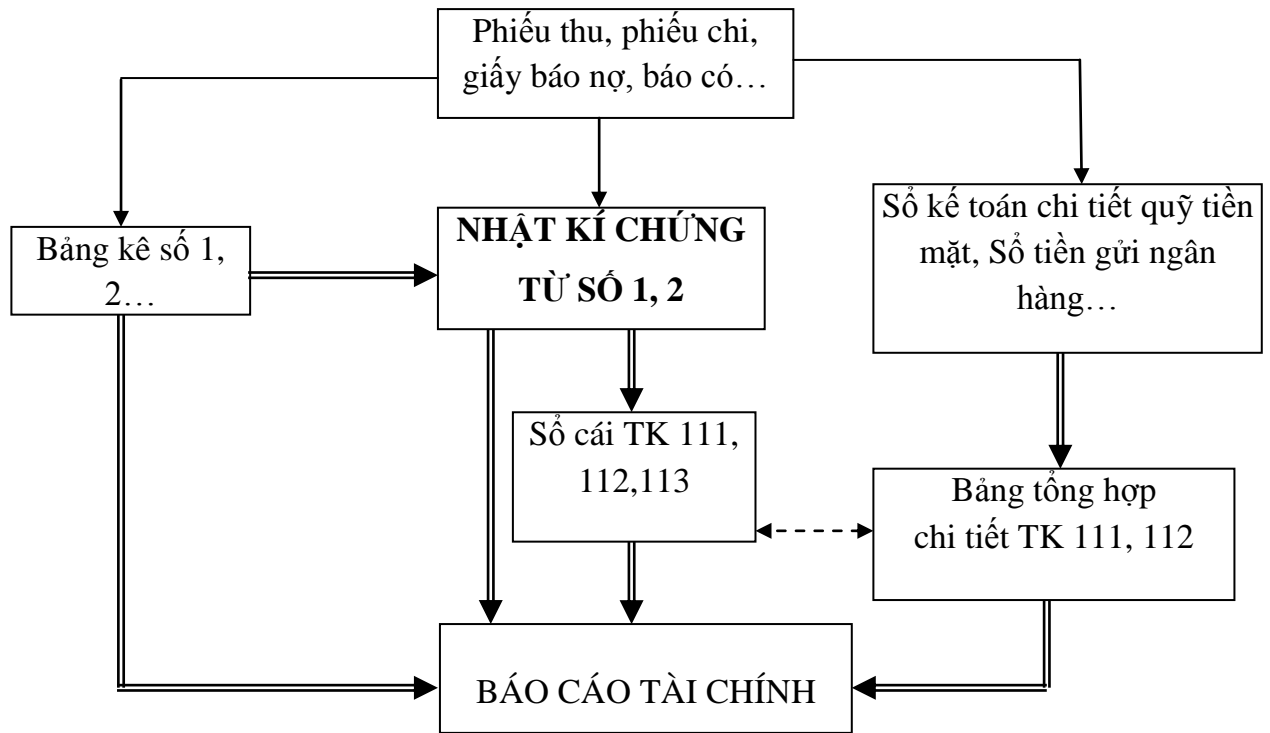 Phiếu thu, phiếu chi,
giấy báo nợ, báo có…
Bảng kê số 1,
2…
NHẬT KÍ CHỨNG
TỪ SỐ 1, 2
Sổ kế toán chi tiết quỹ tiền
mặt, Sổ tiền gửi ngân
hàng…
Sổ cái TK 111,
112,113
Bảng tổng hợp
chi tiết TK 111, 112
BÁO CÁO TÀI CHÍNH